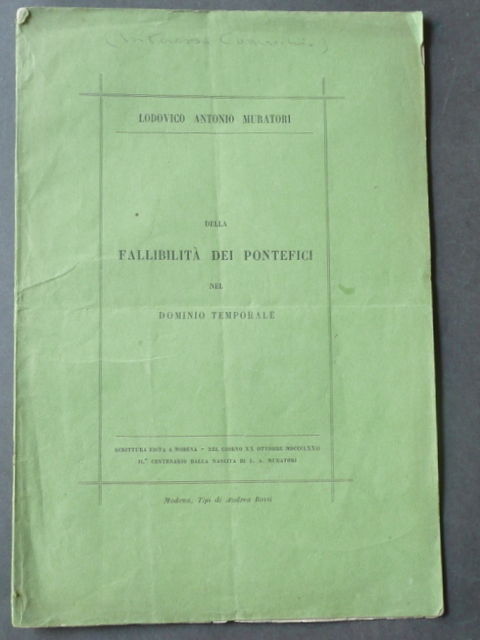 LODOVICO ANTONIO MURATORI
DELLA
FALLIBILITÀ DEI PONTEFICI
NEL
DOMINIO TEMPORALE
SCRITTURA EDITA A MODENA - NEL GIORNO XX OTTOBRE MDCCCLXXII
II.° CENTENARIO DALLA NASCITA DI L. A. MURATORI
Modena, Tipi di Andrea Rossi